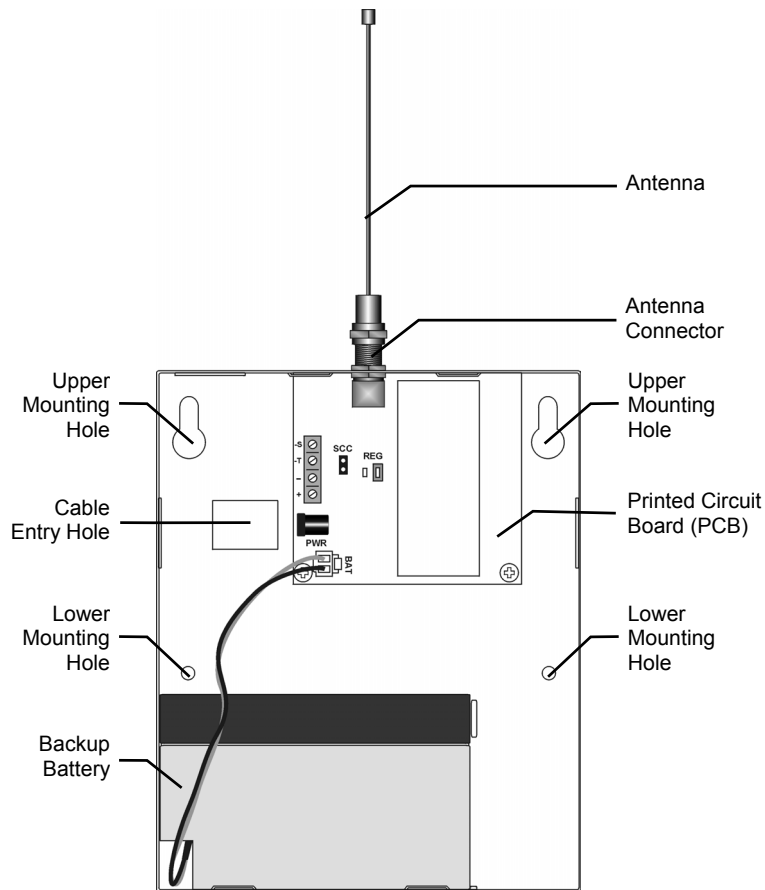 Antenna
Antenna
Connector
Upper
Mounting
Hole
Upper
Mounting
Hole
-S
-T
–
+
SCC
REG
Cable
Entry Hole
Printed Circuit
Board (PCB)
PWR
BAT
Lower
Mounting
Hole
Lower
Mounting
Hole
Backup
Battery